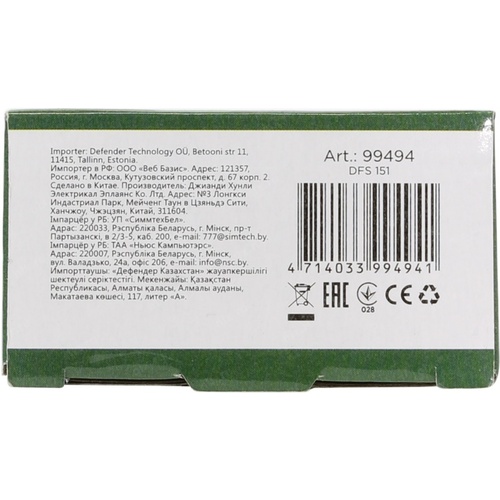 Importer: Defender Technology OÜ, Betooni str 11,
11415, Tallinn, Estonia.
Импортер в РФ: ООО «Веб Базис». Адрес: 121357,
Россия, г. Москва, Кутузовский проспект, д. 67 корп. 2.
Сделано в Китае. Производитель: Джианди Хунли
Электрикал Эплаянс Ко. Лтд. Адрес: №3 Лонгкси
Индастриал Парк, Мейченг Таун в Цзяньдэ Сити,
Ханчжоу, Чжэцзян, Китай, 311604.
Імпарцёр у РБ: УП «СиммтехБел». Адрас:
220033, Рэспубліка Беларусь, г. Мінск, пр-т
Партызанскі, в 2/3-5, каб. 200, e-mail: 777@simtech.by.
Імпарцёр ў РБ: ТАА «Ньюс Кампьютэрс». Адрас:
220007, Рэспубліка Беларусь, г. Мінск,
вул. Валадзько, 24а, офіс 206, e-mail: info@nsc.by.
Импорттаушы: «Дефендер Казахстан» жауапкершілігі
шектеулі серіктестігі. Мекенжайы: Қазақстан
Республикасы, Алматы қаласы, Алмалы ауданы,
Макатаева көшесі, 117, литер «А».
Art.: 99494
DFS 151
4 714033 994941
EAC
028
CE